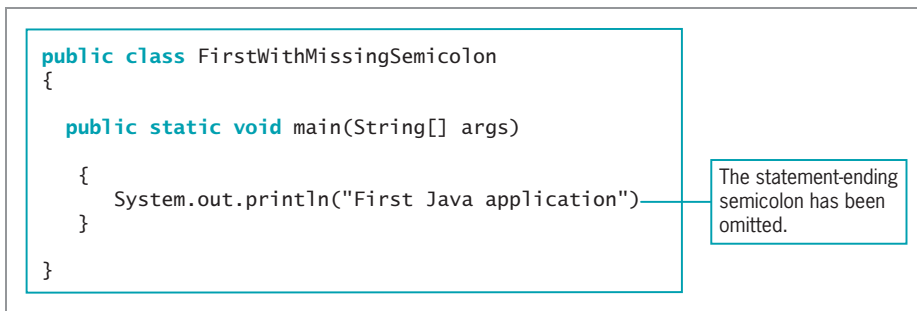 public class FirstWithMissingSemicolon
{
public static void main(String[] args)
{
System.out.println("First Java application")
}
}
The statement-ending
semicolon has been
omitted.